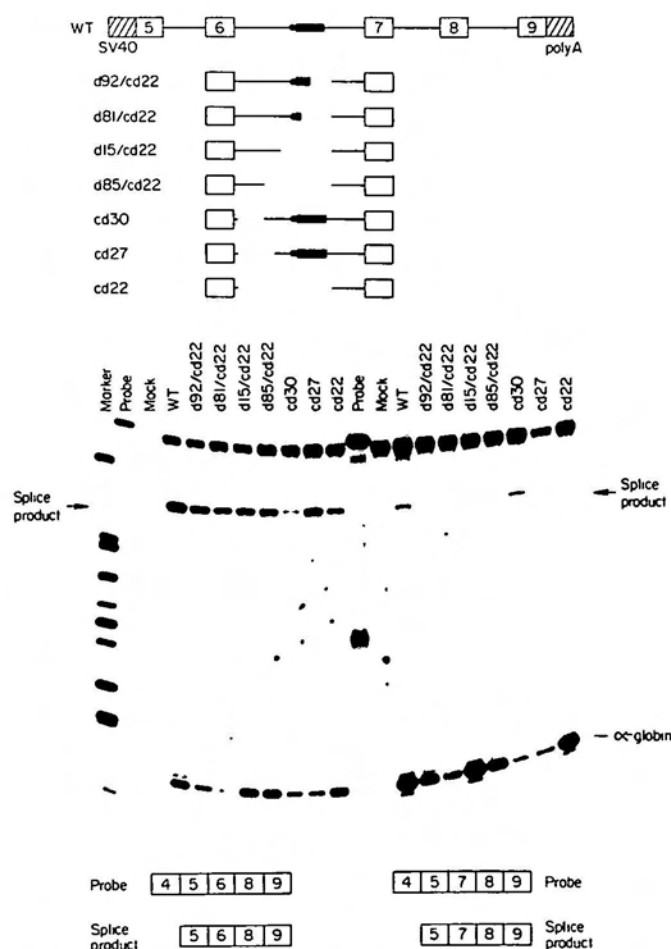 WT 5 6 7 8 9
SV40 polyA
d92/cd22
d81/cd22
d15/cd22
d85/cd22
cd30
cd27
cd22
Marker Probe Mock WT d92/cd22 d81/cd22 d15/cd22 d85/cd22 cd30 cd27 cd22 Probe Mock WT d92/cd22 d81/cd22 d15/cd22 d85/cd22 cd30 cd27 cd22
Splice product
Splice product
α-globin
Probe 4 5 6 8 9
4 5 7 8 9 Probe
Splice product 5 6 8 9
5 7 8 9 Splice product